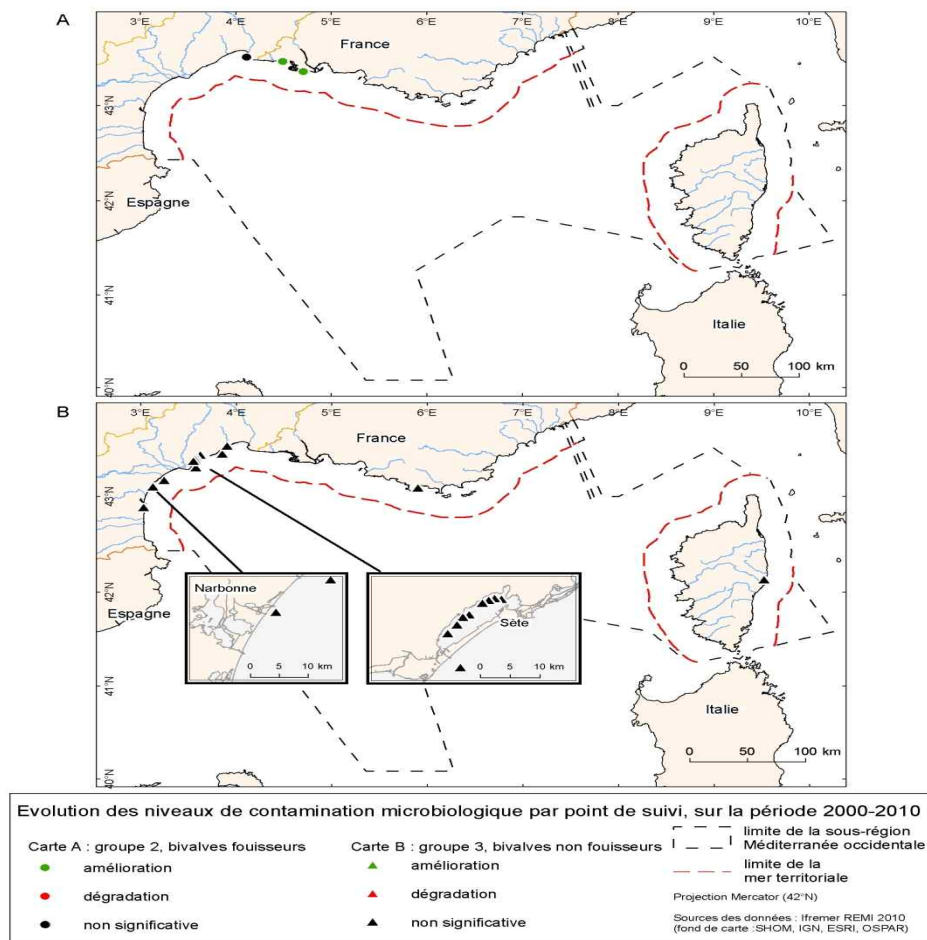 A
3°E 4°E 5°E 6°E 7°E 8°E 9°E 10°E
France
43°N
42°N
Espagne
41°N
Italie
0 50 100 km
40°N
B
3°E 4°E 5°E 6°E 7°E 8°E 9°E 10°E
France
43°N
42°N
Narbonne
0 5 10 km
Sète
0 5 10 km
Espagne
41°N
Italie
0 50 100 km
40°N
Evolution des niveaux de contamination microbiologique par point de suivi, sur la période 2000-2010
Carte A : groupe 2, bivalves fouisseurs
amélioration
dégradation
non significative
Carte B : groupe 3, bivalves non fouisseurs
amélioration
dégradation
non significative
limite de la sous-région
Méditerranée occidentale
limite de la
mer territoriale
Projection Mercator (42°N)
Sources des données : Ifremer REMI 2010
(fond de carte :SHOM, IGN, ESRI, OSPAR)